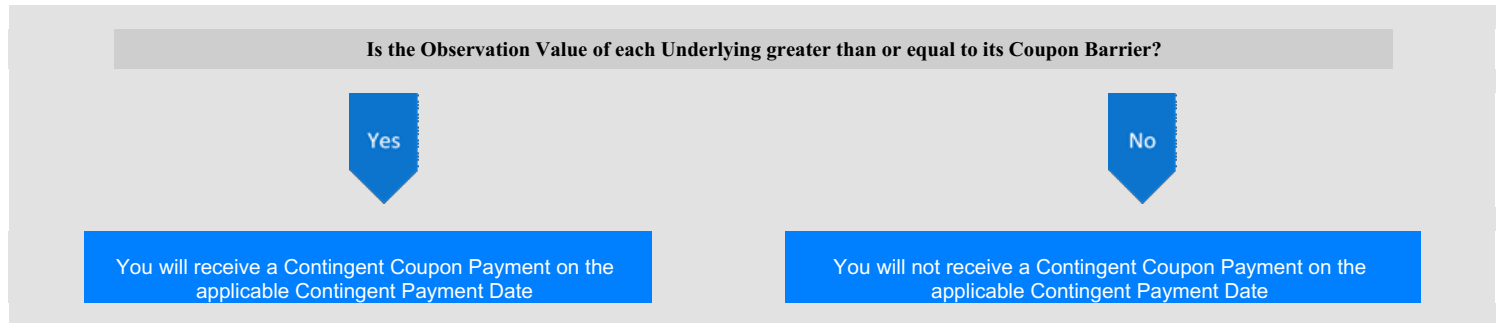 Is the Observation Value of each Underlying greater than or equal to its Coupon Barrier?
Yes
No
You will receive a Contingent Coupon Payment on the
applicable Contingent Payment Date
You will not receive a Contingent Coupon Payment on the
applicable Contingent Payment Date